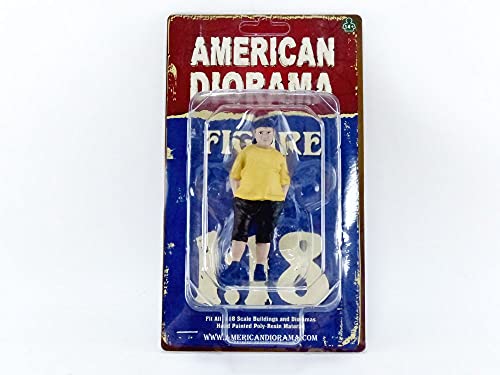 AMERICAN
DIORAMA
14+
FIGURE
1:18
Fit All 1:18 Scale Buildings and Dioramas
Hand Painted Poly-Resin Material
WWW.AMERICANDIORAMA.COM